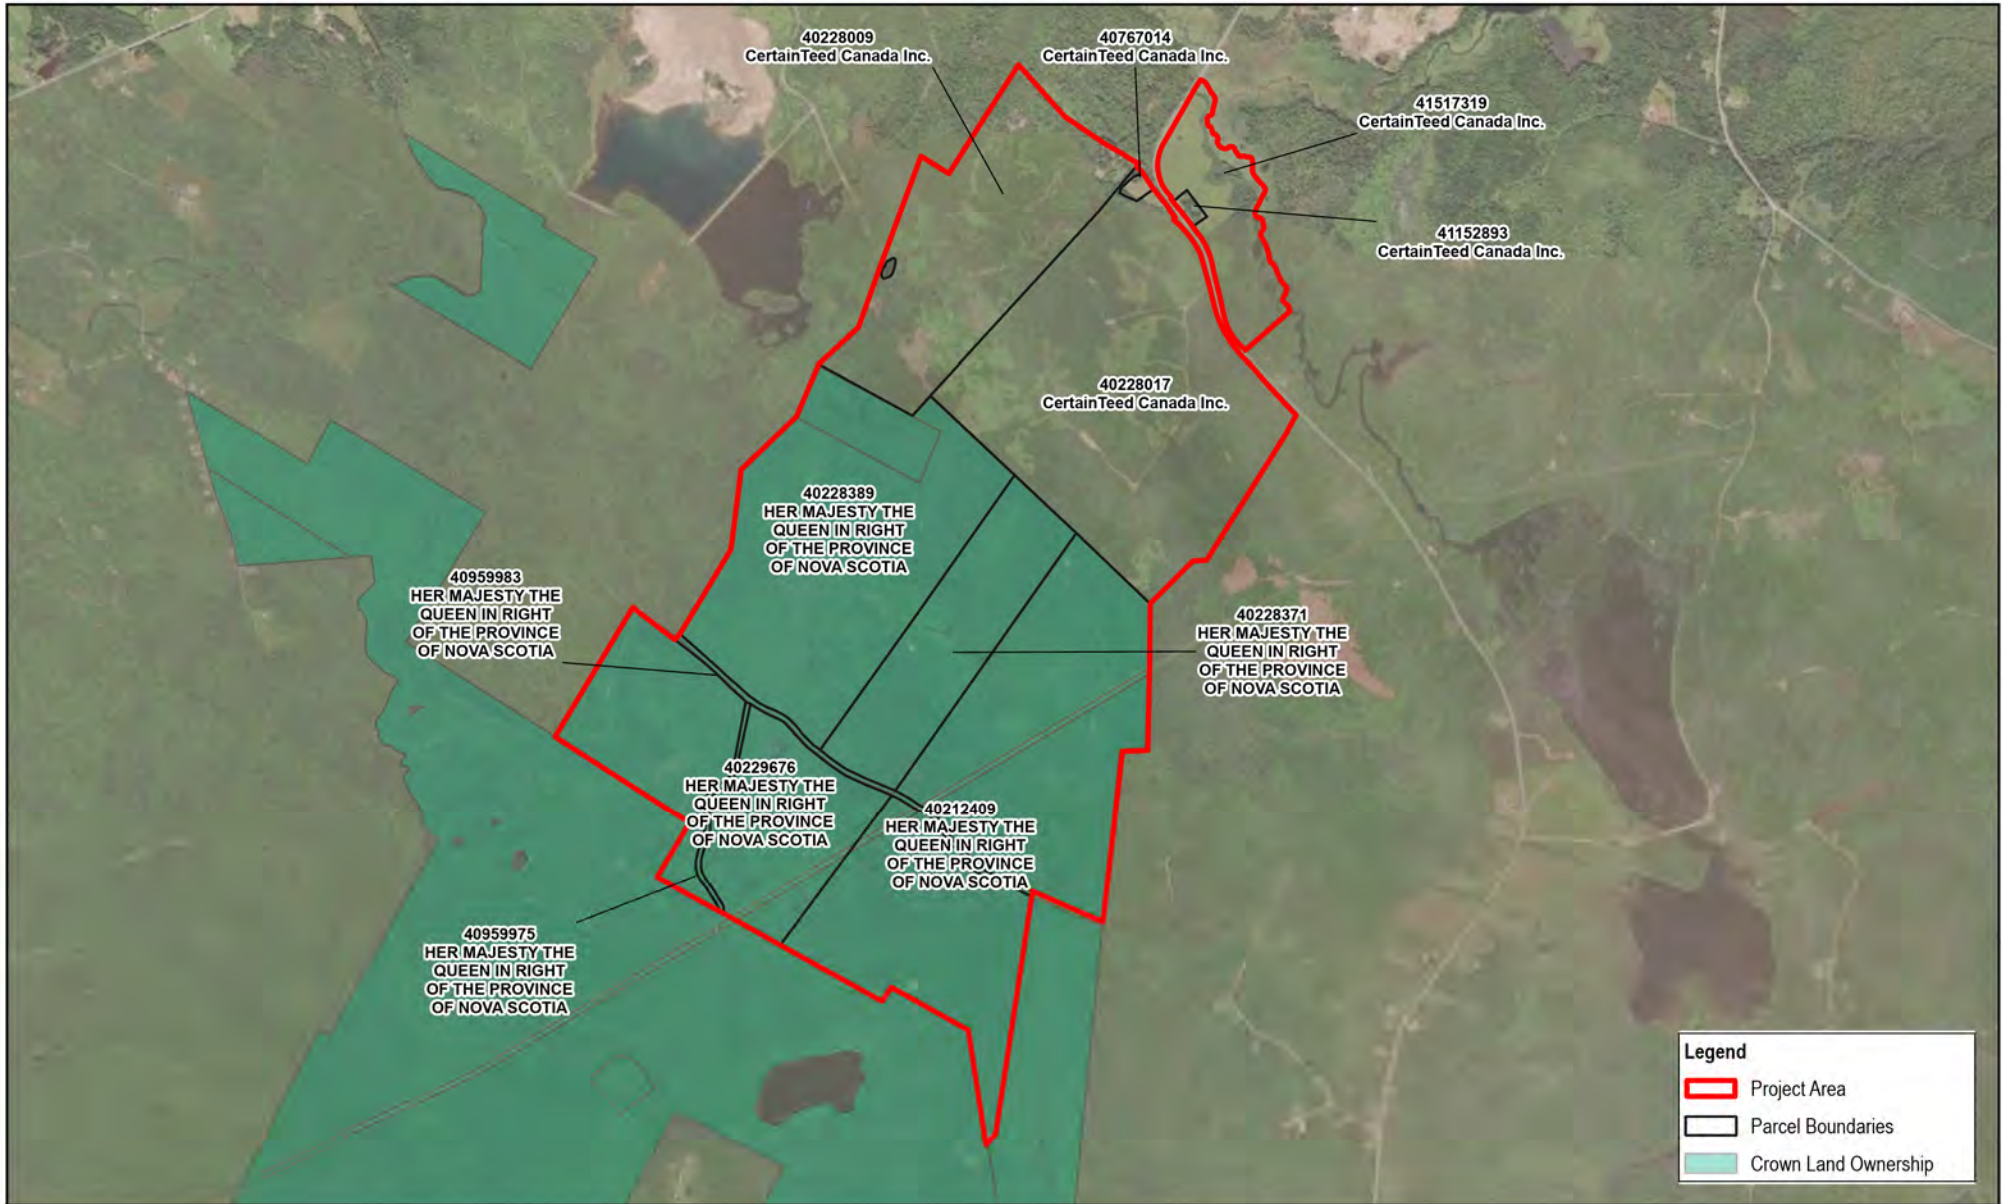 40228009
CertainTeed Canada Inc.
40767014
CertainTeed Canada Inc.
41517319
CertainTeed Canada Inc.
41152893
CertainTeed Canada Inc.
40228017
CertainTeed Canada Inc.
40228389
HER MAJESTY THE
QUEEN IN RIGHT
OF THE PROVINCE
OF NOVA SCOTIA
40959983
HER MAJESTY THE
QUEEN IN RIGHT
OF THE PROVINCE
OF NOVA SCOTIA
40228371
HER MAJESTY THE
QUEEN IN RIGHT
OF THE PROVINCE
OF NOVA SCOTIA
40229676
HER MAJESTY THE
QUEEN IN RIGHT
OF THE PROVINCE
OF NOVA SCOTIA
40212409
HER MAJESTY THE
QUEEN IN RIGHT
OF THE PROVINCE
OF NOVA SCOTIA
40959975
HER MAJESTY THE
QUEEN IN RIGHT
OF THE PROVINCE
OF NOVA SCOTIA
Legend
Project Area
Parcel Boundaries
Crown Land Ownership